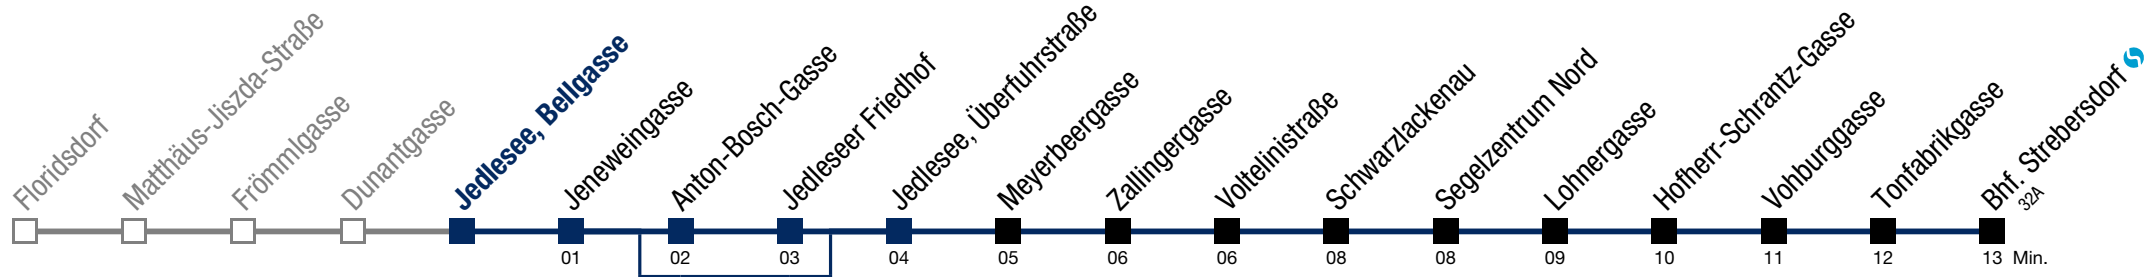 Floridsdorf
Matthäus-Jiszda-Straße
Frömmlgasse
Dunantgasse
Jedlesee, Bellgasse
Jeneweingasse
Anton-Bosch-Gasse
Jedleseer Friedhof
Jedlesee, Überfuhrstraße
Meyerbeergasse
Zallingergasse
Voltelinistraße
Schwarzlackenau
Segelzentrum Nord
Lohnergasse
Hofherr-Schrantz-Gasse
Vohburggasse
Tonfabrikgasse
Bhf. Strebersdorf
32A
01 02 03 04 05 06 06 08 08 09 10 11 12 13 Min.